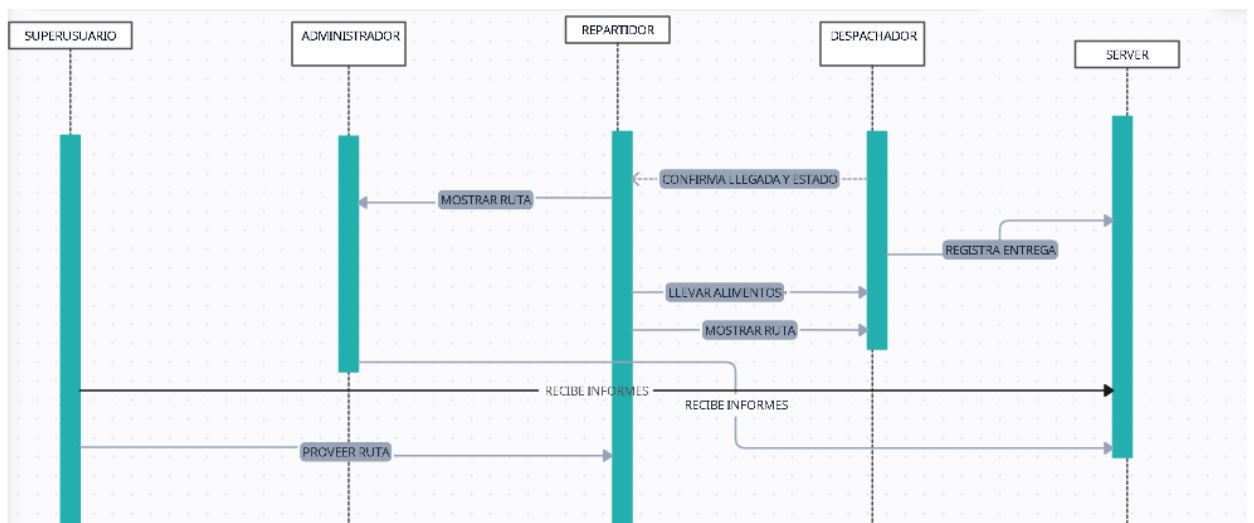 SUPERUSUARIO
ADMINISTRADOR
REPARTIDOR
DESPACHADOR
SERVER
CONFIRMA LLEGADA Y ESTADO
MOSTRAR RUTA
REGISTRA ENTREGA
LLEVAR ALIMENTOS
MOSTRAR RUTA
RECIBE INFORMES
RECIBE INFORMES
PROVEER RUTA